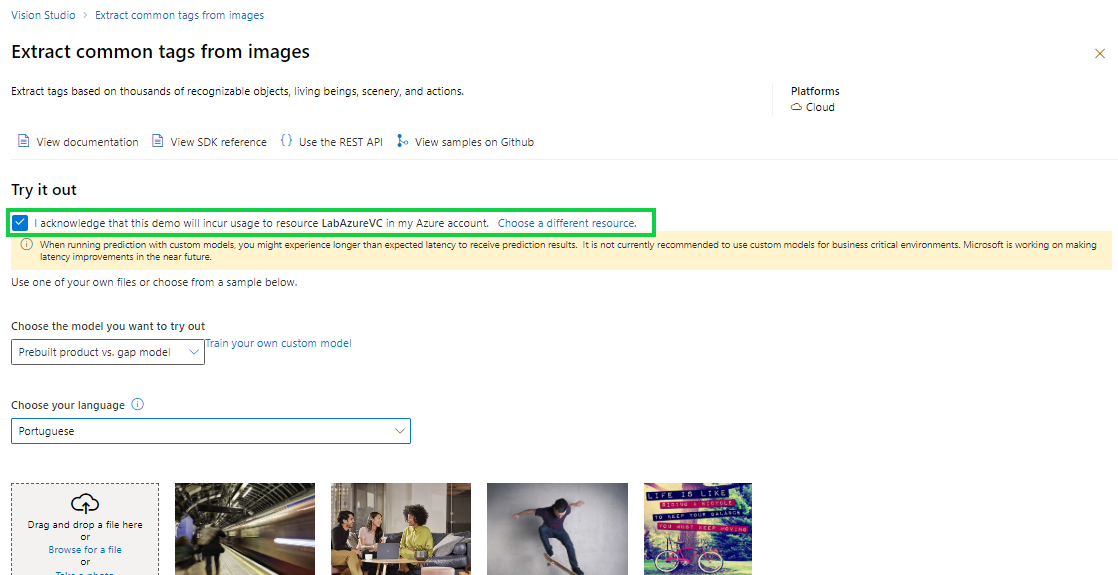 Vision Studio > Extract common tags from images
Extract common tags from images
Extract tags based on thousands of recognizable objects, living beings, scenery, and actions.
Platforms
Cloud
View documentation View SDK reference {} Use the REST API View samples on Github
Try it out
I acknowledge that this demo will incur usage to resource LabAzureVC in my Azure account. Choose a different resource.
When running prediction with custom models, you might experience longer than expected latency to receive prediction results. It is not currently recommended to use custom models for business critical environments. Microsoft is working on making
latency improvements in the near future.
Use one of your own files or choose from a sample below.
Choose the model you want to try out
Prebuilt product vs. gap model
Train your own custom model
Choose your language
Portuguese
Drag and drop a file here
or
Browse for a file
or
Take a photo
LIFE IS LIKE
RIDING A BICYCLE
TO KEEP YOUR BALANCE
YOU MUST KEEP MOVING